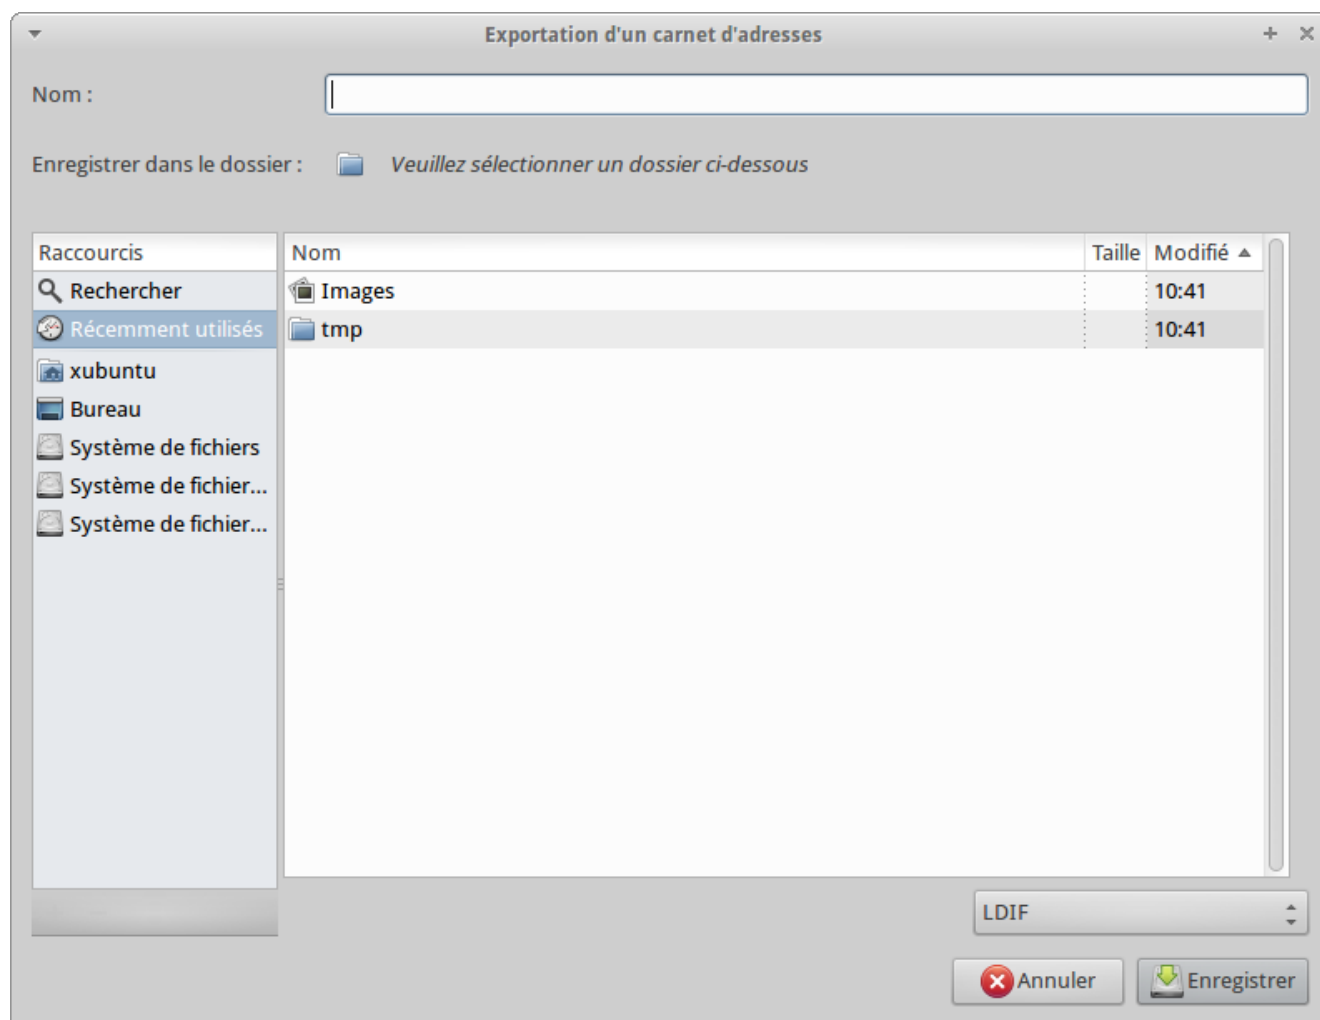 Exportation d'un carnet d'adresses
Nom :
Enregistrer dans le dossier : Veuillez sélectionner un dossier ci-dessous
Raccourcis
Rechercher
Récemment utilisés
xubuntu
Bureau
Système de fichiers
Système de fichier...
Système de fichier...
Nom Taille Modifié
Images 10:41
tmp 10:41
LDIF
Annuler Enregistrer